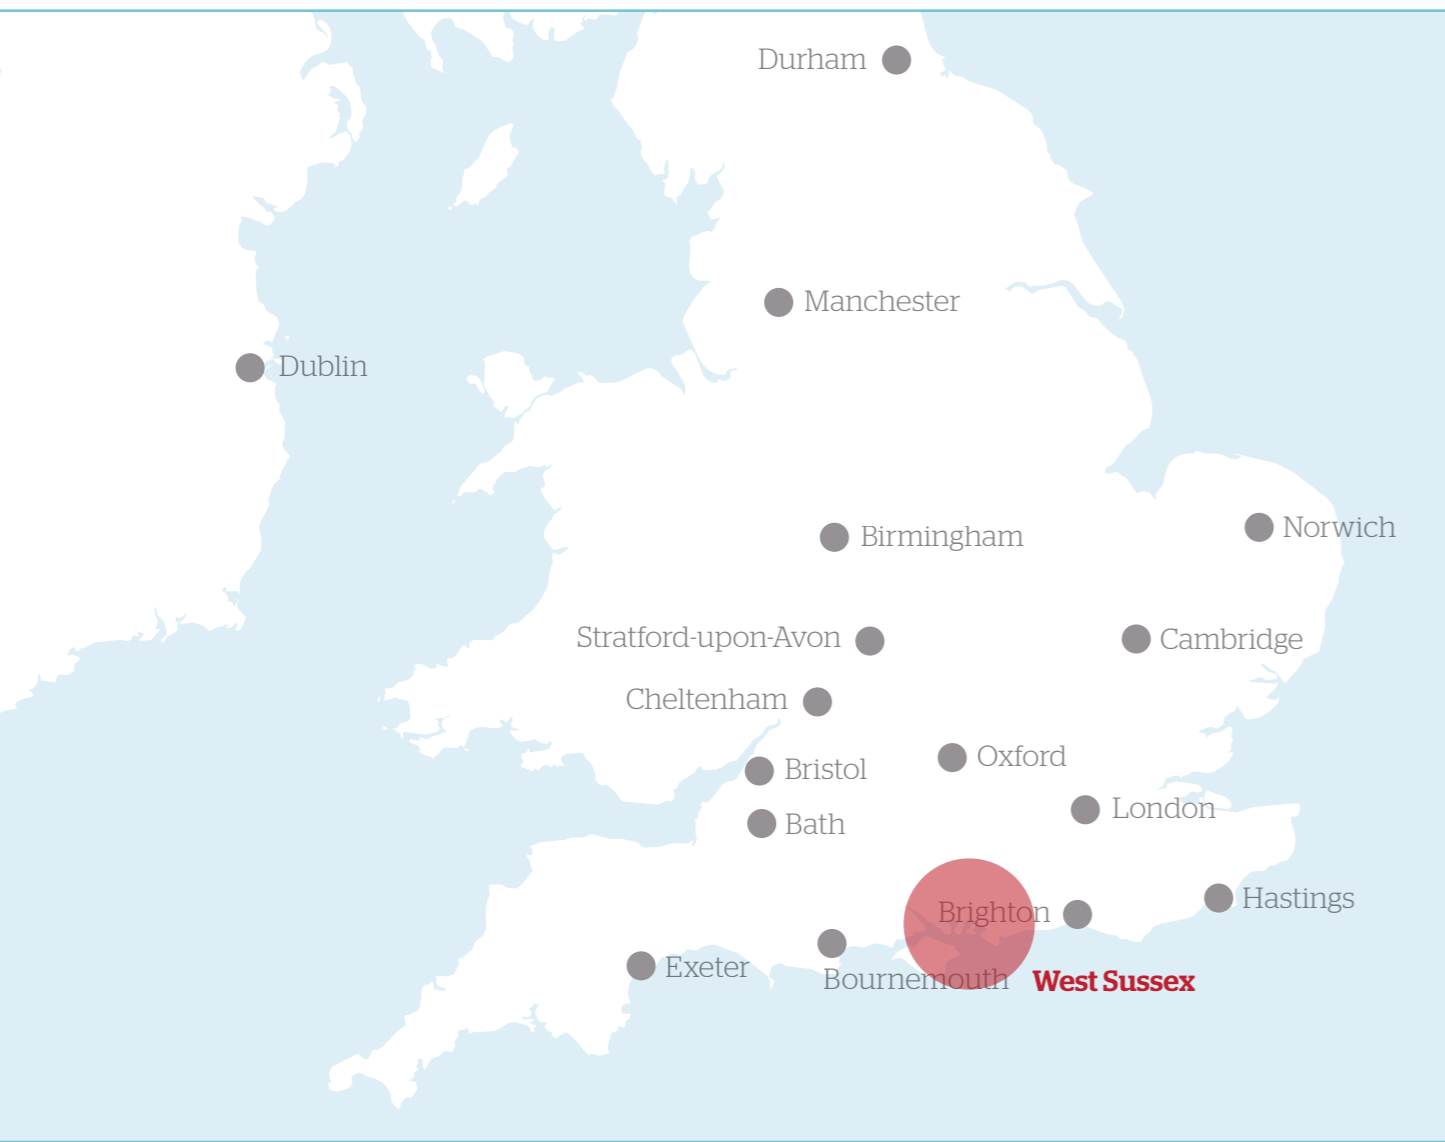 Durham
Manchester
Dublin
Norwich
Birmingham
Stratford-upon-Avon
Cambridge
Cheltenham
Oxford
Bristol
London
Bath
Hastings
Brighton
Exeter
Bournemouth
West Sussex